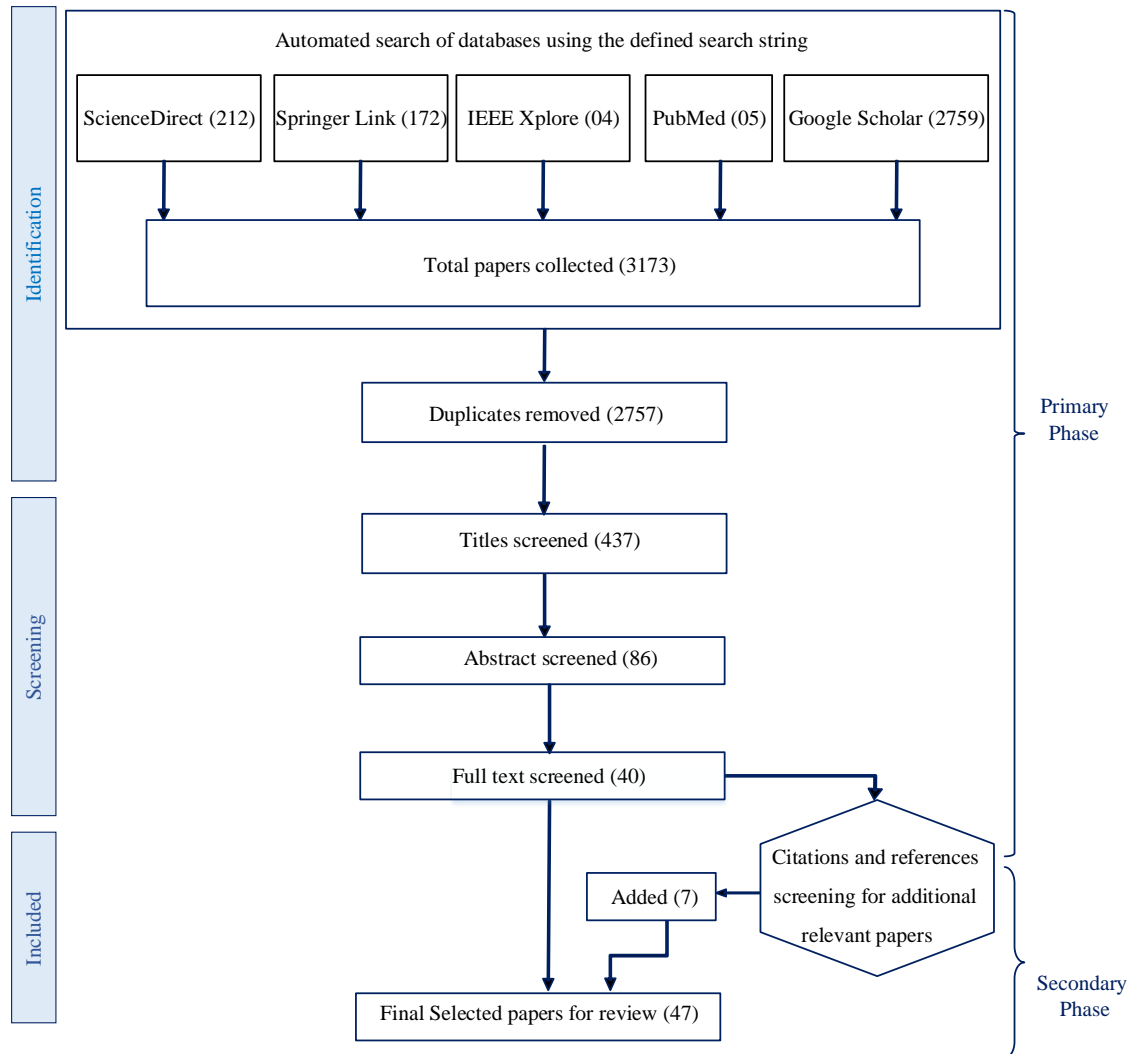 Identification
Automated search of databases using the defined search string
ScienceDirect (212)
Springer Link (172)
IEEE Xplore (04)
PubMed (05)
Google Scholar (2759)
Total papers collected (3173)
Duplicates removed (2757)
Primary
Phase
Screening
Titles screened (437)
Abstract screened (86)
Full text screened (40)
Included
Citations and references
screening for additional
relevant papers
Added (7)
Final Selected papers for review (47)
Secondary
Phase